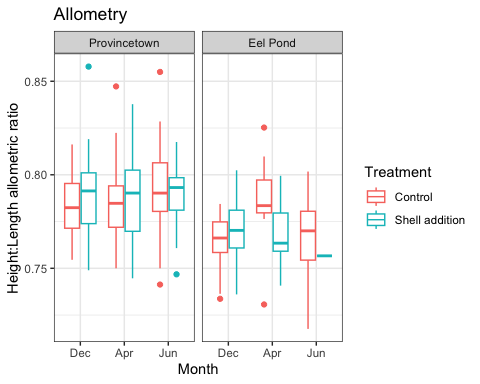 Allometry
Provincetown
Eel Pond
0.85
0.80
0.75
Height:Length allometric ratio
Dec
Apr
Jun
Dec
Apr
Jun
Month
Treatment
Control
Shell addition